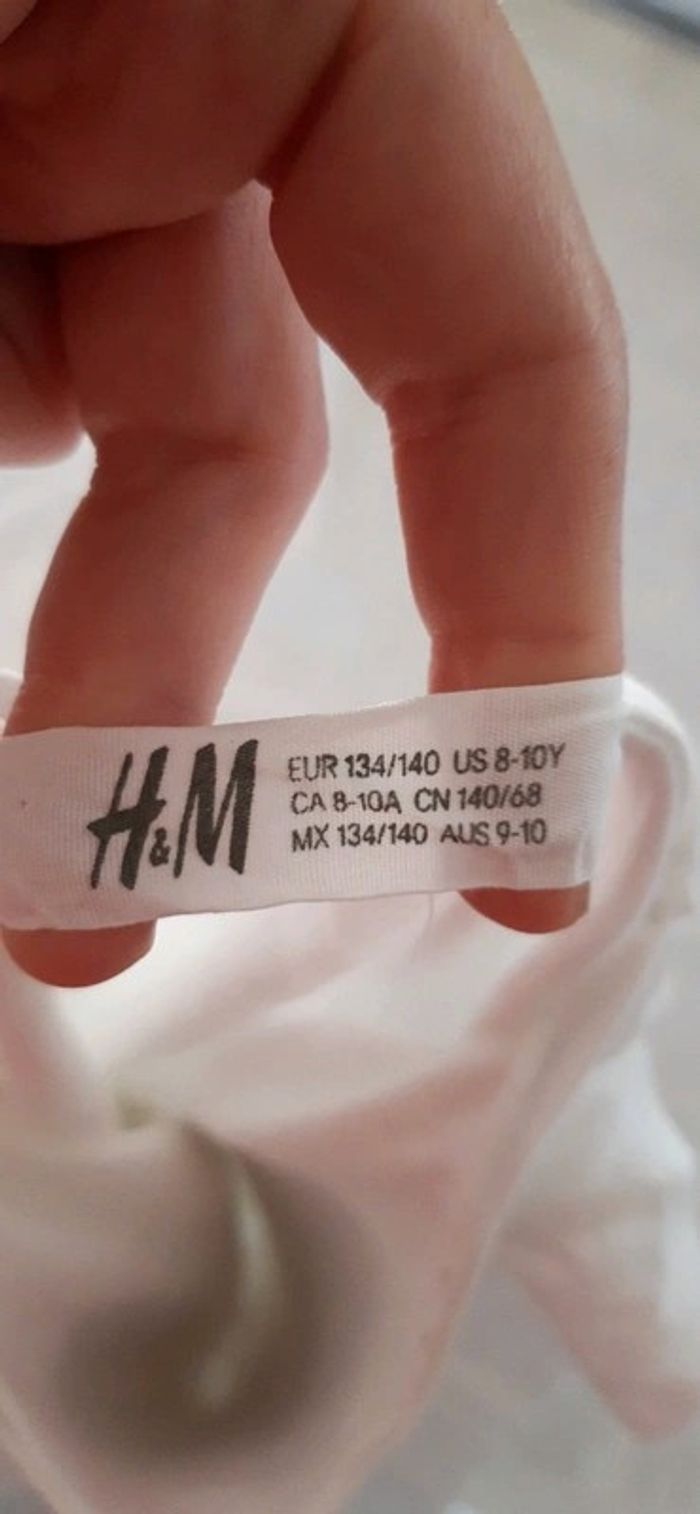 H&M
EUR 134/140 US 8-10Y
CA 8-10A CN 140/68
MX 134/140 AUS 9-10